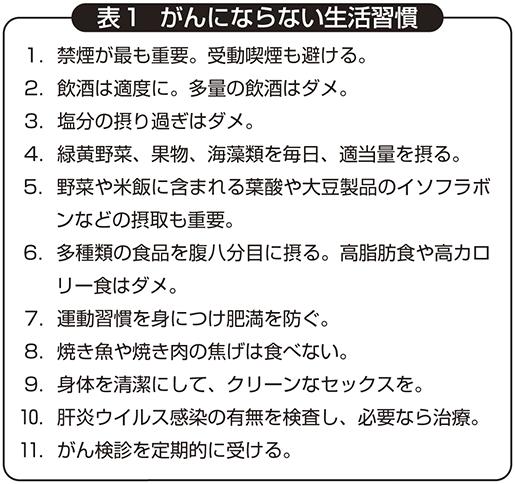 表1 がんにならない生活習慣
1. 禁煙が最も重要。受動喫煙も避ける。
2. 飲酒は適度に。多量の飲酒はダメ。
3. 塩分の摂り過ぎはダメ。
4. 緑黄野菜、果物、海藻類を毎日、適当量を摂る。
5. 野菜や米飯に含まれる葉酸や大豆製品のイソフラボ
ンなどの摂取も重要。
6. 多種類の食品を腹八分目に摂る。高脂肪食や高カロ
リー食はダメ。
7. 運動習慣を身につけ肥満を防ぐ。
8. 焼き魚や焼き肉の焦げは食べない。
9. 身体を清潔にして、クリーンなセックスを。
10. 肝炎ウイルス感染の有無を検査し、必要なら治療。
11. がん検診を定期的に受ける。